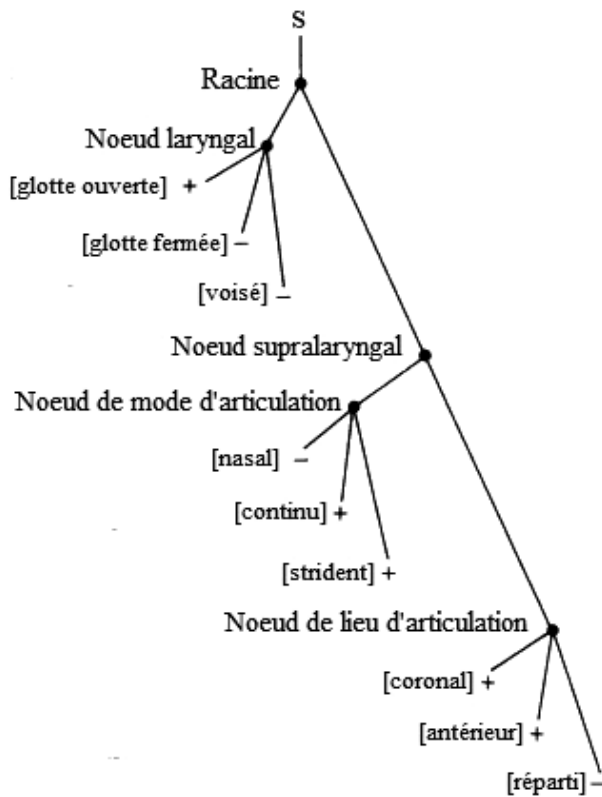 s
Racine
Noeud laryngal
[glotte ouverte] +
[glotte fermée] –
[voisé] –
Noeud supralaryngal
Noeud de mode d'articulation
[nasal] –
[continu] +
[strident] +
Noeud de lieu d'articulation
[coronal] +
[antérieur] +
[réparti] –